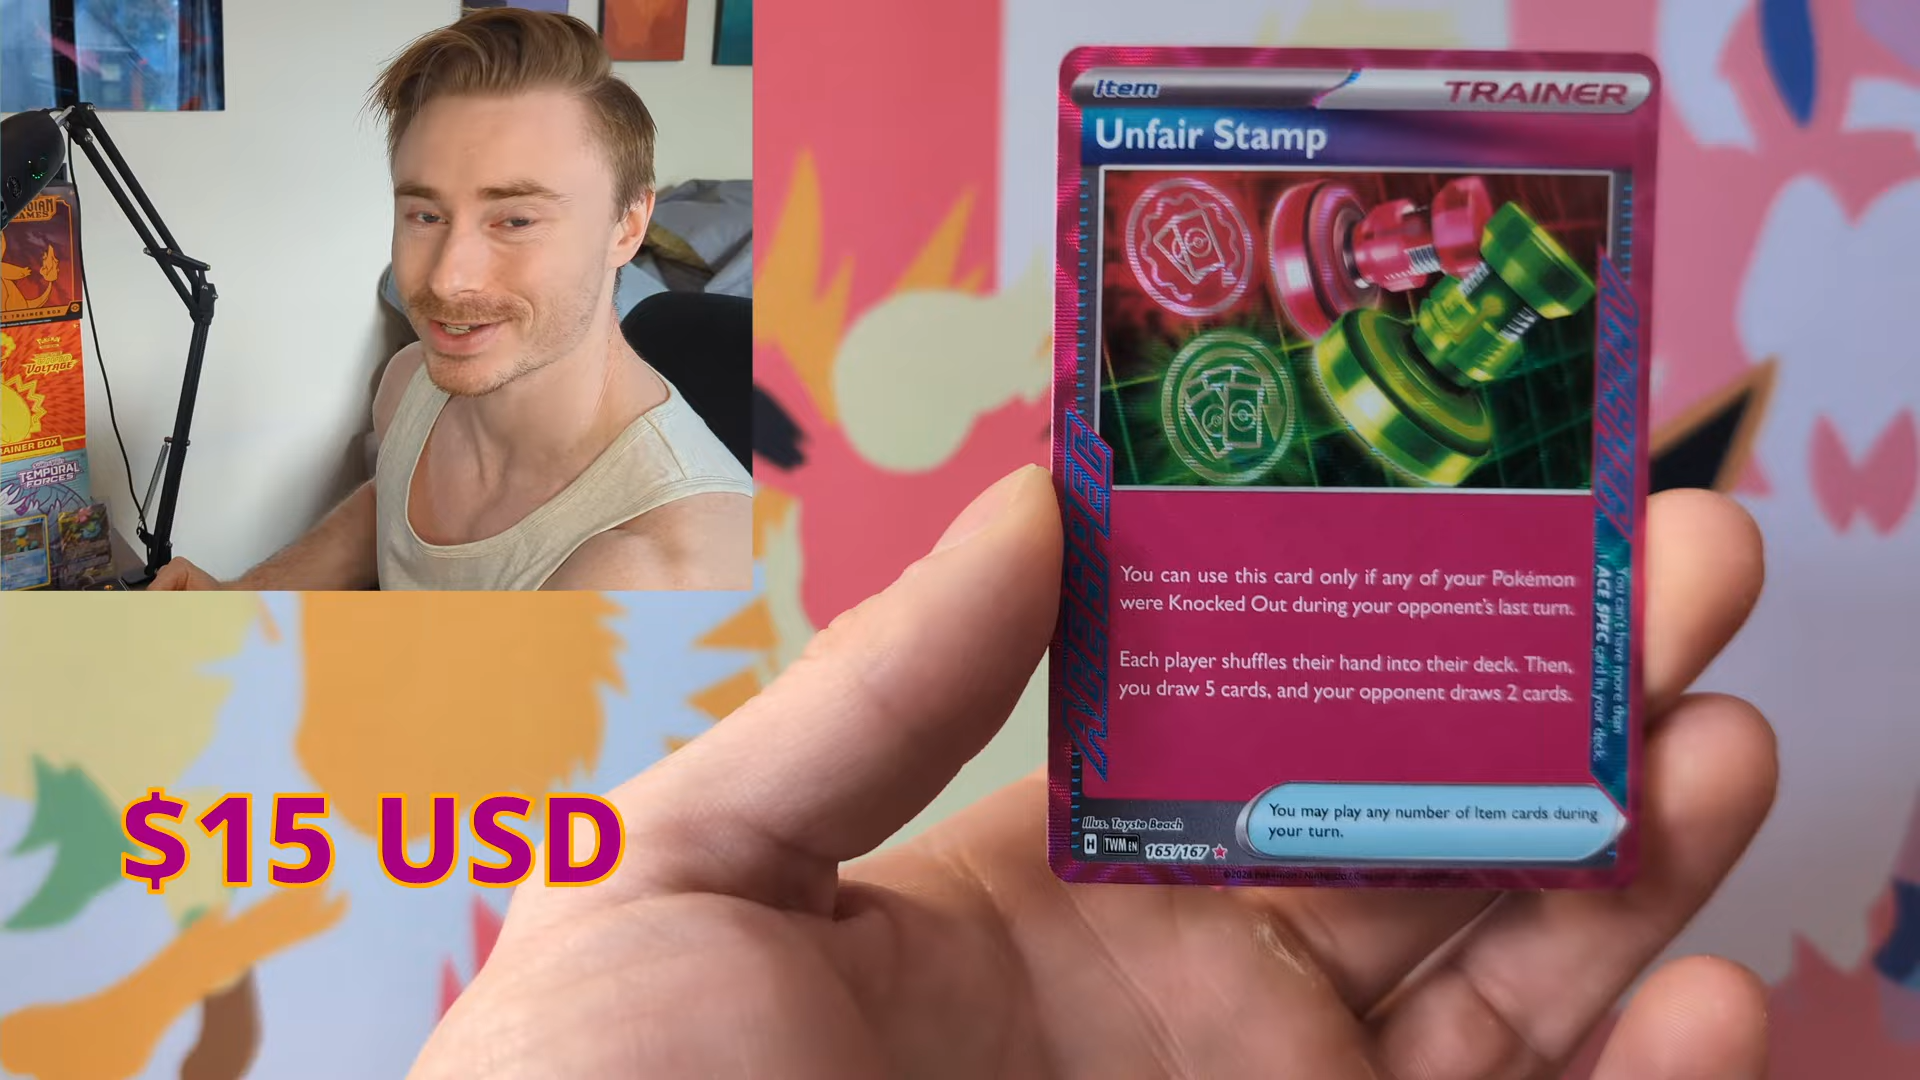 Item
TRAINER
Unfair Stamp
You can use this card only if any of your Pokémon
were Knocked Out during your opponent's last turn.
Each player shuffles their hand into their deck. Then,
you draw 5 cards, and your opponent draws 2 cards.
ACE SPEC
ACE SPEC
You can't have more than 1
ACE SPEC card in your deck.
You may play any number of Item cards during
your turn.
Illus. Toyste Beach
H TWM EN 165/167
$15 USD
GAMES
VOLTAGE
TRAINER BOX
TEMPORAL
FORCES